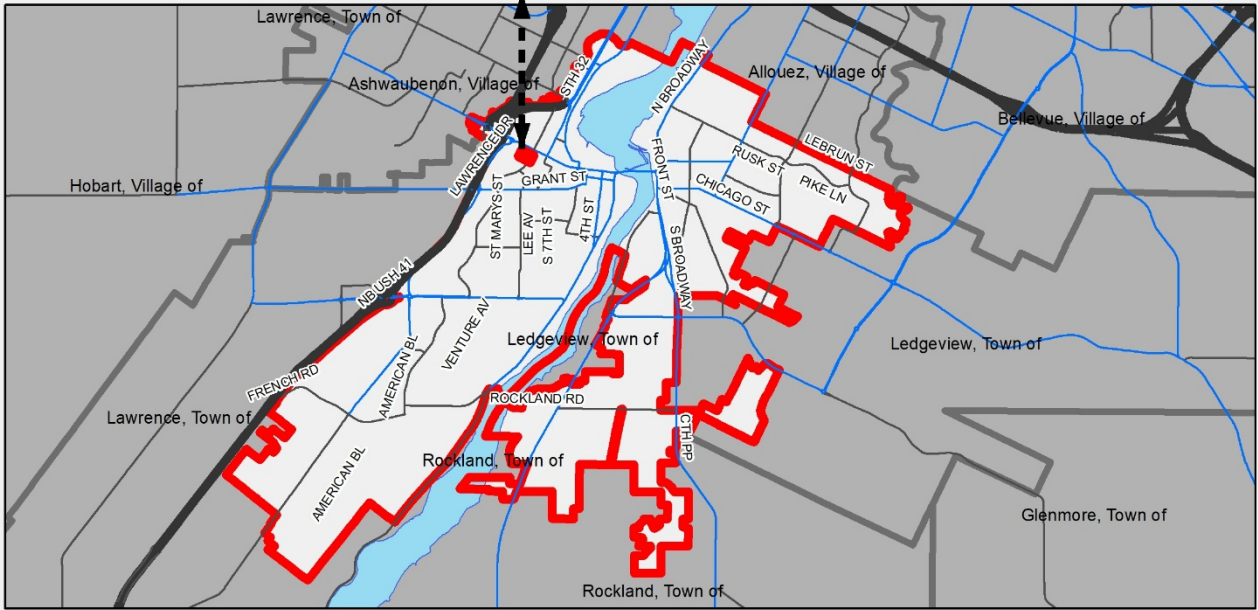 Lawrence, Town of
STH 32
N BROADWAY
Ashwaubenon, Village of
Allouez, Village of
Bellevue, Village of
LAWRENCE DR
LEBRUN ST
FRONT ST
RUSK ST
PIKE LN
Hobart, Village of
GRANT ST
CHICAGO ST
ST MARYS ST
LEE AV
S 7TH ST
4TH ST
S BROADWAY
NB USH 41
VENTURE AV
Ledgeview, Town of
Ledgeview, Town of
FRENCH RD
AMERICAN BL
ROCKLAND RD
Lawrence, Town of
CTH PP
Rockland, Town of
AMERICAN BL
Glenmore, Town of
Rockland, Town of